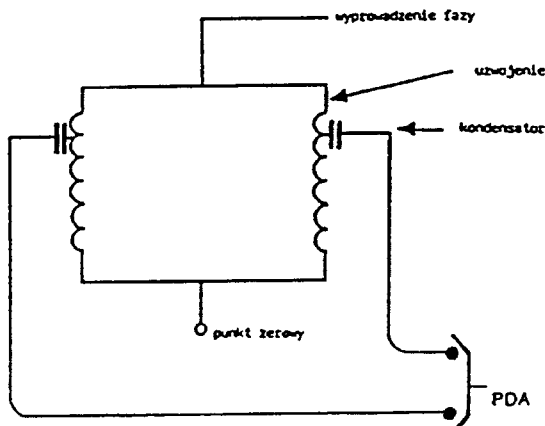 wyprowadzenie fazy
uzwojenie
kondensator
punkt zerowy
PDA